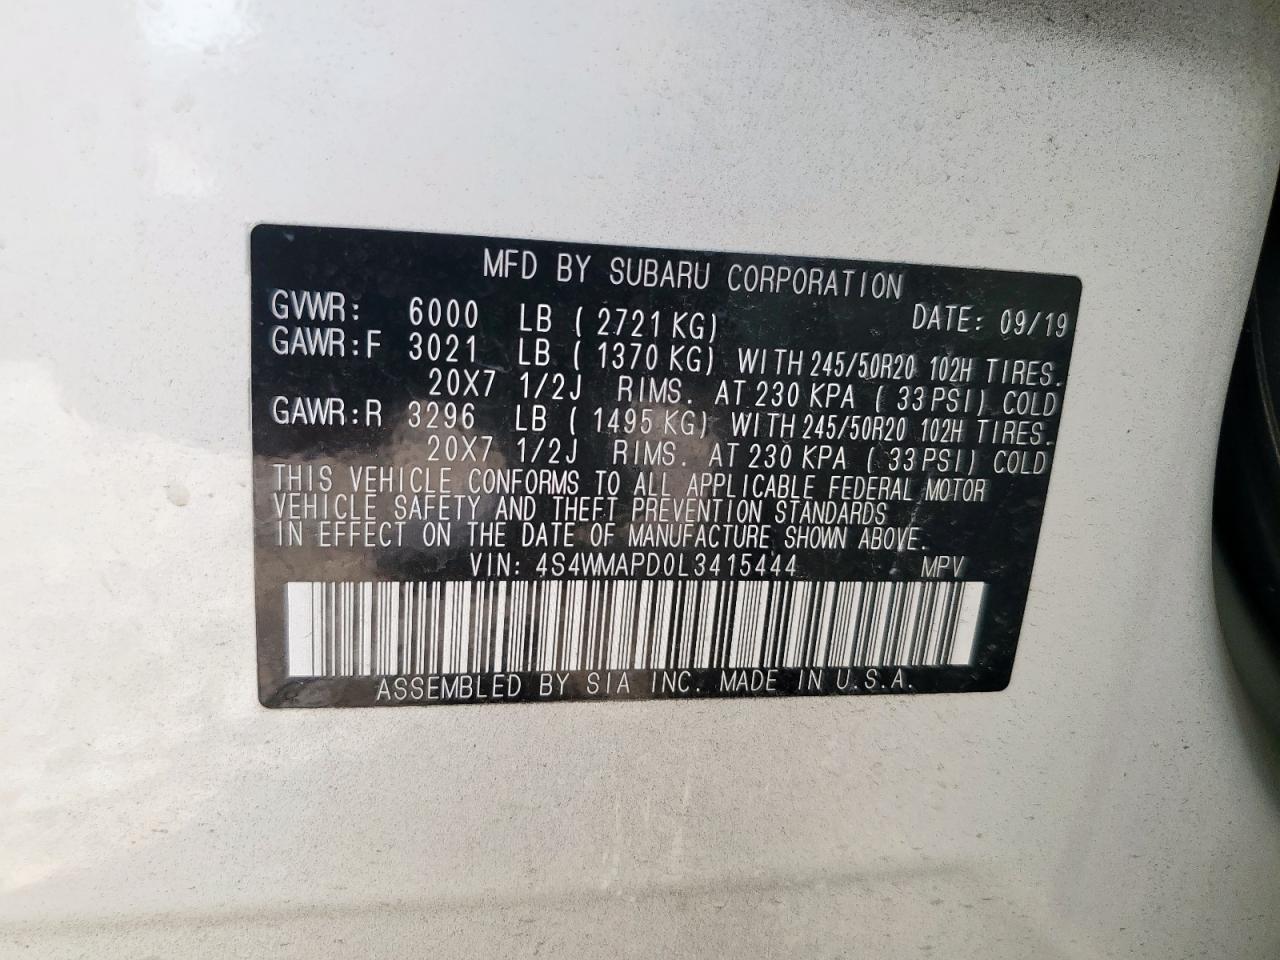 MFD BY SUBARU CORPORATION
GVWR: 6000 LB ( 2721 KG) DATE: 09/19
GAWR:F 3021 LB ( 1370 KG) WITH 245/50R20 102H TIRES.
20X7 1/2J RIMS. AT 230 KPA ( 33 PSI) COLD
GAWR:R 3296 LB ( 1495 KG) WITH 245/50R20 102H TIRES.
20X7 1/2J RIMS. AT 230 KPA ( 33 PSI) COLD
THIS VEHICLE CONFORMS TO ALL APPLICABLE FEDERAL MOTOR
VEHICLE SAFETY AND THEFT PREVENTION STANDARDS
IN EFFECT ON THE DATE OF MANUFACTURE SHOWN ABOVE.
VIN: 4S4WMAPD0L3415444 MPV
ASSEMBLED BY SIA INC. MADE IN U.S.A.